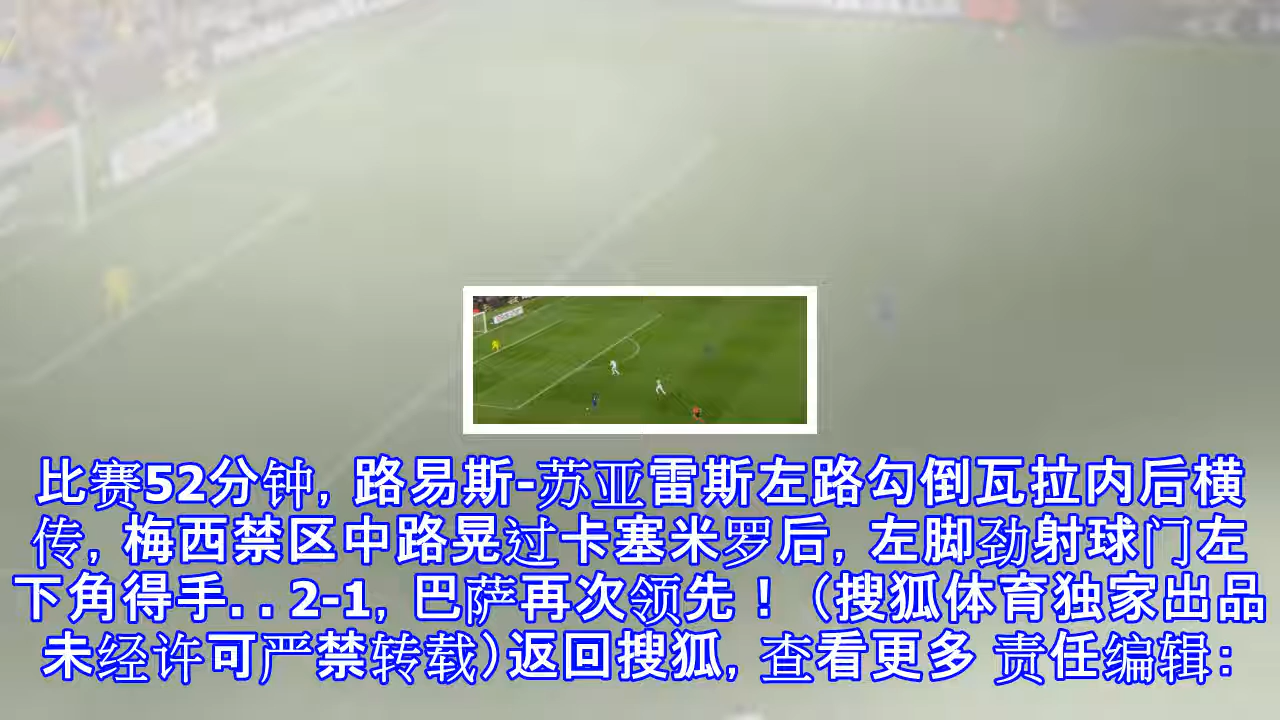 比赛52分钟, 路易斯-苏亚雷斯左路勾倒瓦拉内后横
传, 梅西禁区中路晃过卡塞米罗后, 左脚劲射球门左
下角得手. . 2-1, 巴萨再次领先！(搜狐体育独家出品
未经许可严禁转载)返回搜狐, 查看更多 责任编辑: